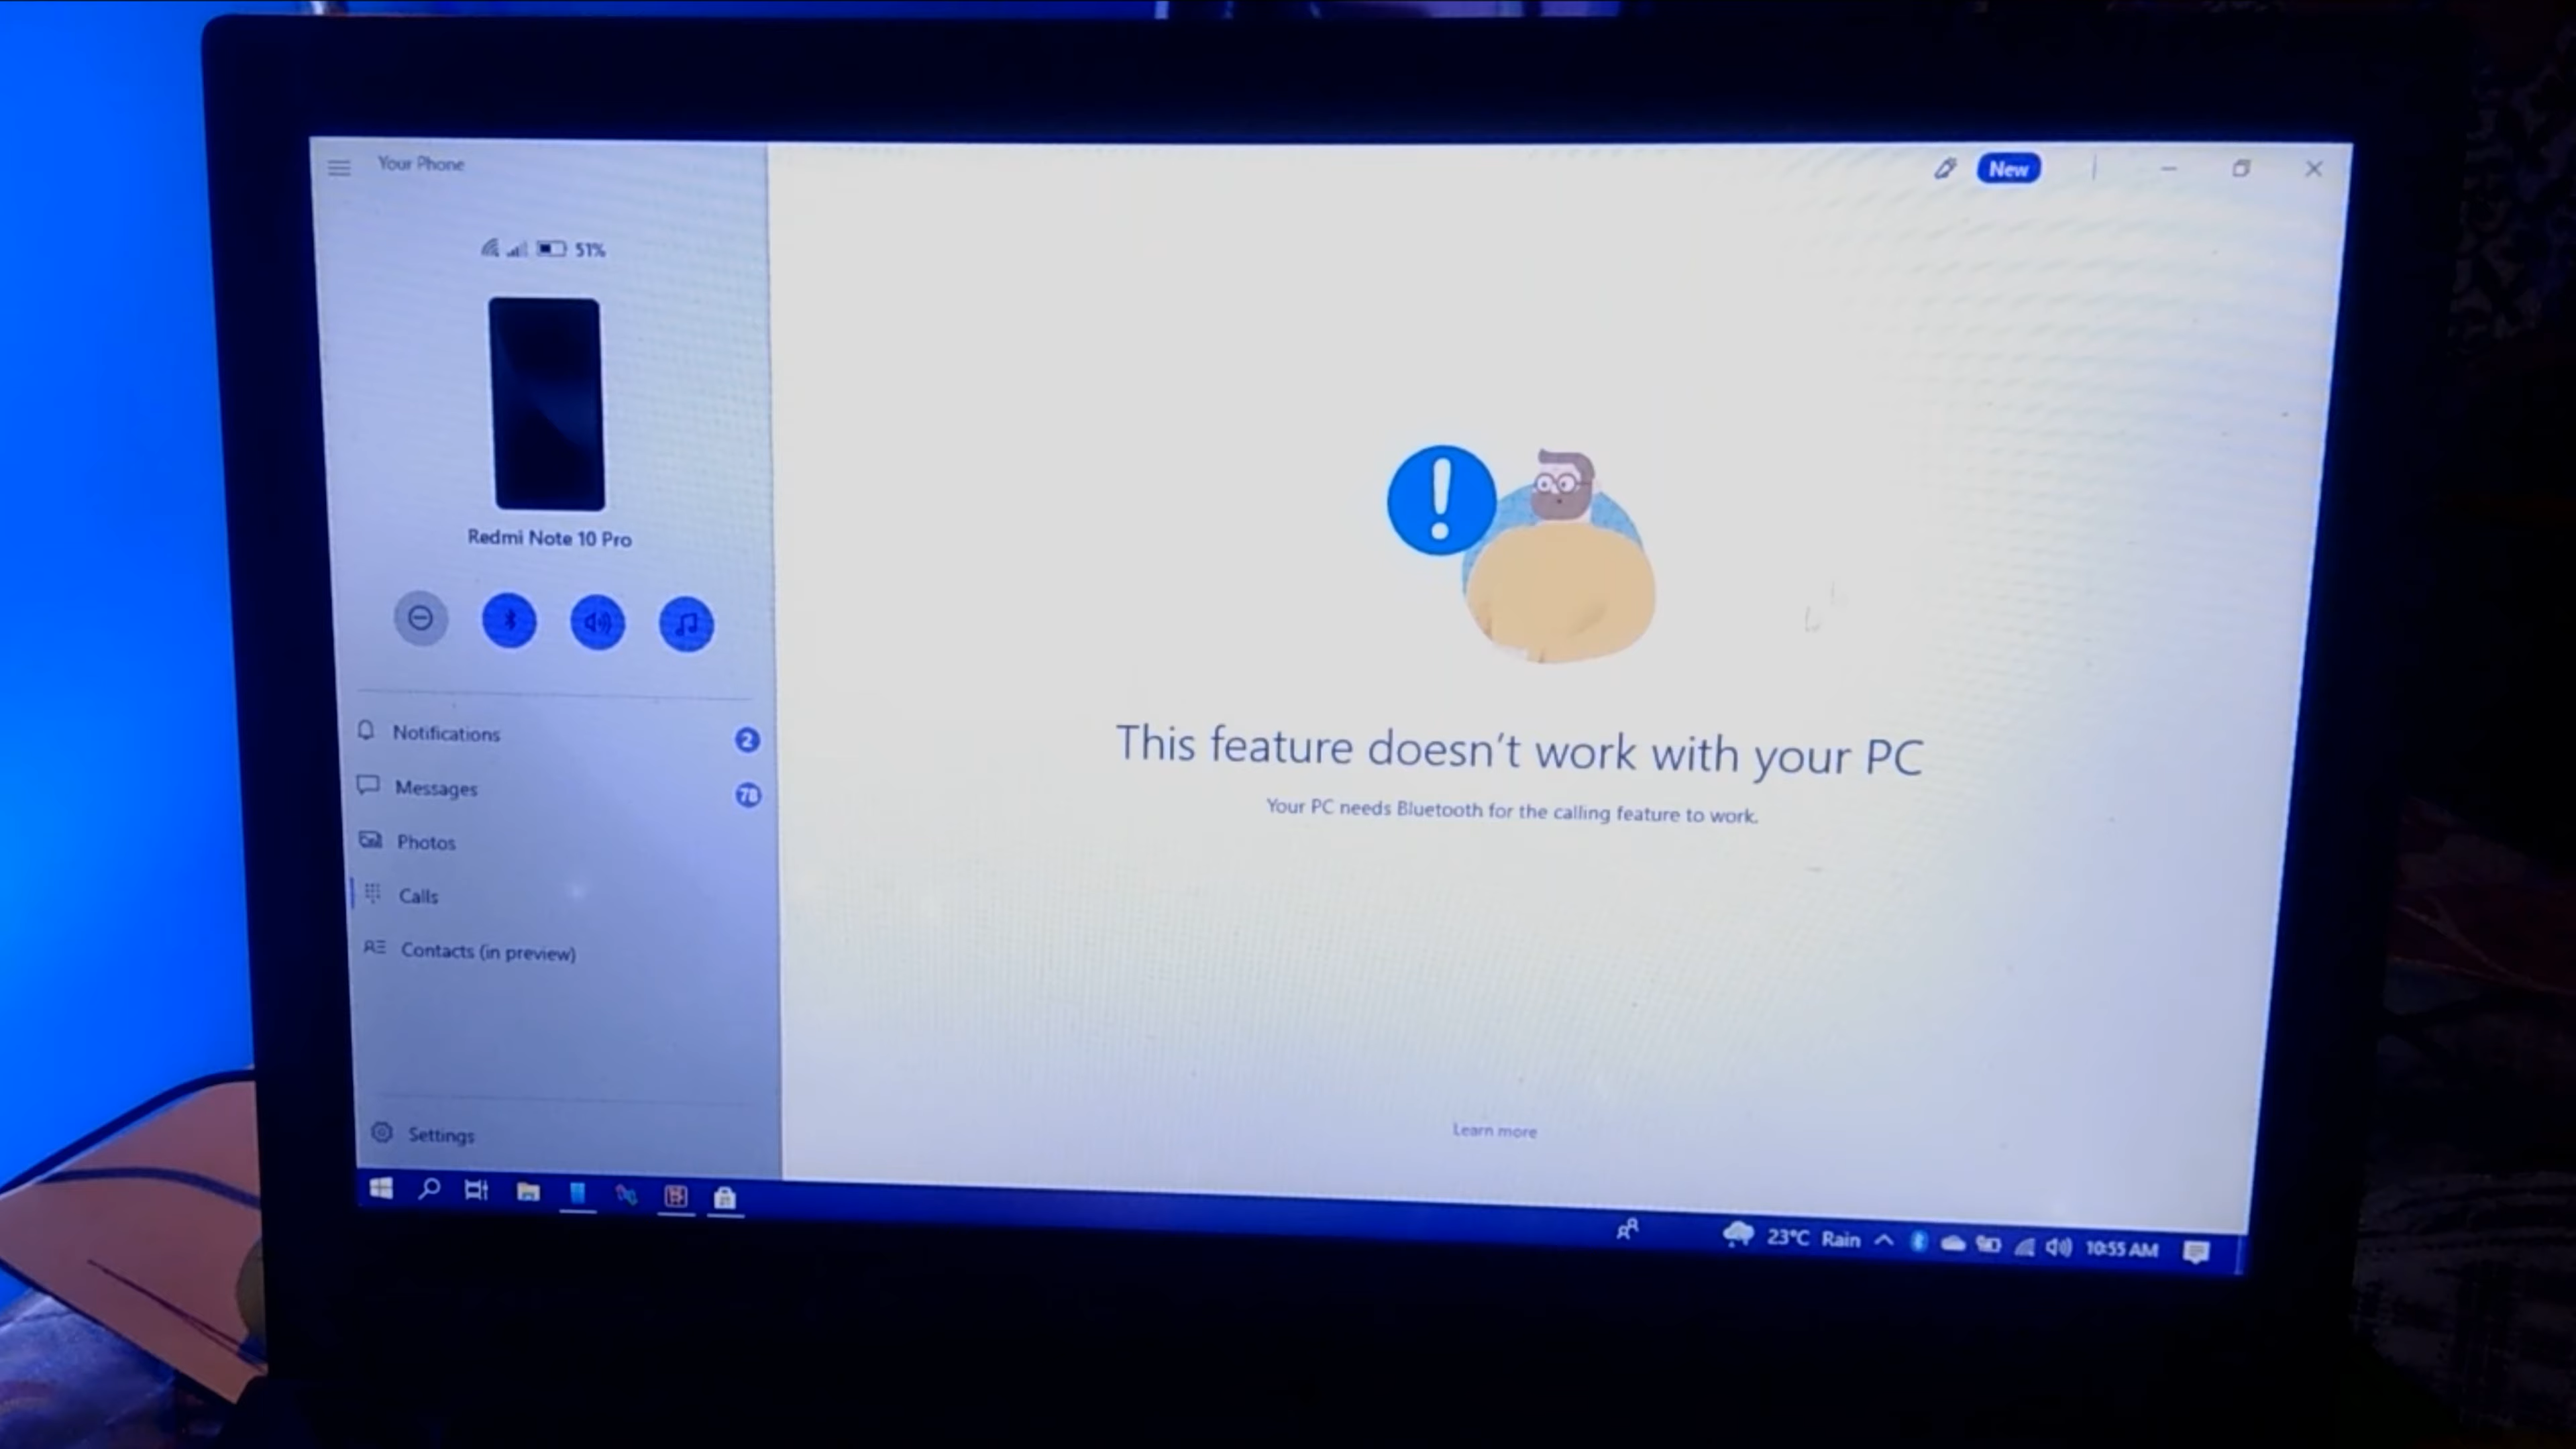 Your Phone
New
51%
Redmi Note 10 Pro
Notifications
2
Messages
78
Photos
Calls
Contacts (in preview)
Settings
This feature doesn't work with your PC
Your PC needs Bluetooth for the calling feature to work.
Learn more
23°C Rain
10:55 AM